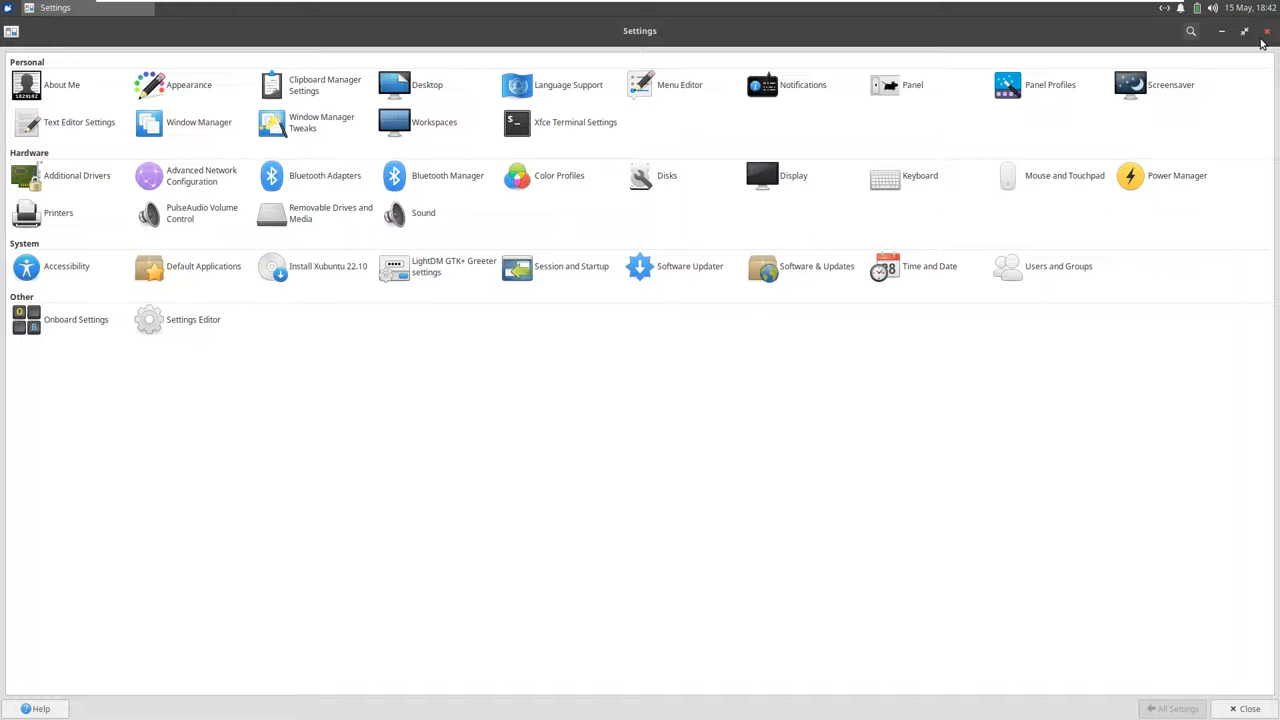 Settings
15 May, 18:42
Settings
Personal
About Me
Appearance
Clipboard Manager
Settings
Desktop
Language Support
Menu Editor
Notifications
Panel
Panel Profiles
Screensaver
Text Editor Settings
Window Manager
Window Manager
Tweaks
Workspaces
Xfce Terminal Settings
Hardware
Additional Drivers
Advanced Network
Configuration
Bluetooth Adapters
Bluetooth Manager
Color Profiles
Disks
Display
Keyboard
Mouse and Touchpad
Power Manager
Printers
PulseAudio Volume
Control
Removable Drives and
Media
Sound
System
Accessibility
Default Applications
Install Xubuntu 22.10
LightDM GTK+ Greeter
settings
Session and Startup
Software Updater
Software & Updates
Time and Date
Users and Groups
Other
Onboard Settings
Settings Editor
Help
All Settings
Close